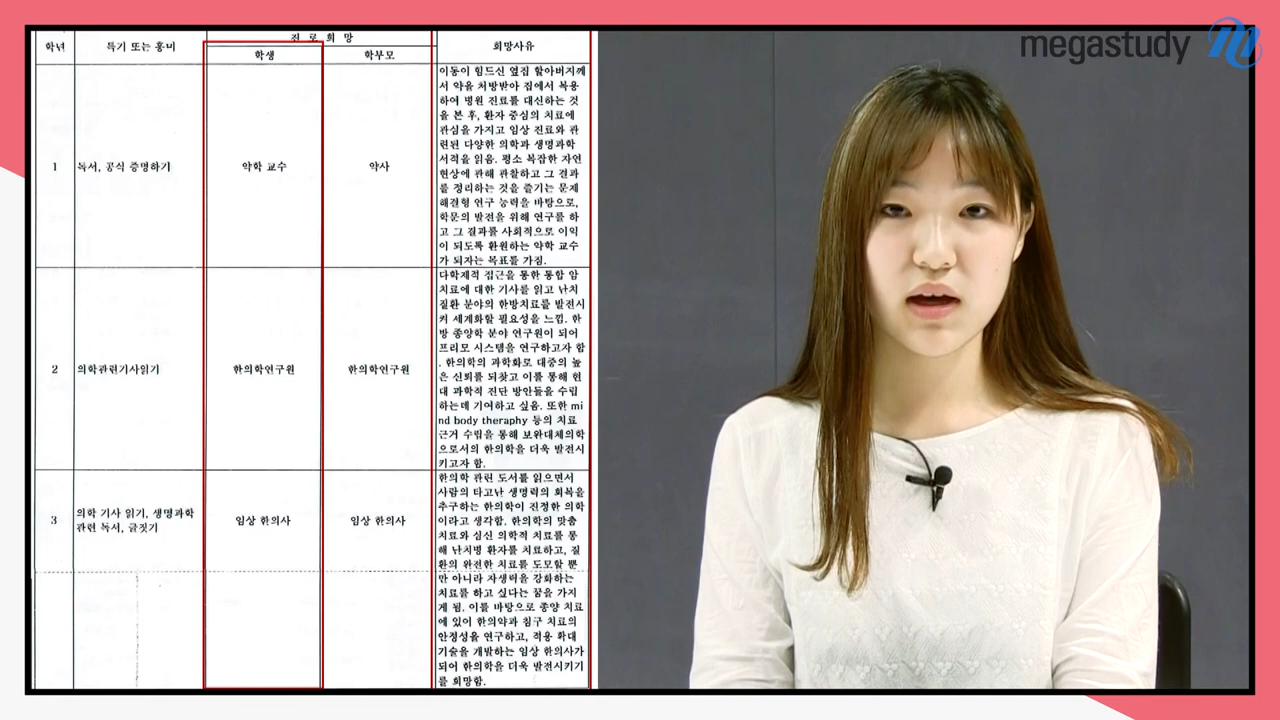 megastudy
진 로 희 망
학년
특기 또는 흥미
학생
학부모
희망사유
1
독서, 공식 증명하기
약학 교수
약사
이동이 힘드신 옆집 할아버지께
서 약을 처방받아 집에서 복용
하여 병원 진료를 대신하는 것
을 본 후, 환자 중심의 치료에
관심을 가지고 임상 진료와 관
련된 다양한 의학과 생명과학
서적을 읽음. 평소 복잡한 자연
현상에 관해 관찰하고 그 결과
를 정리하는 것을 즐기는 문제
해결형 연구 능력을 바탕으로,
학문의 발전을 위해 연구를 하
고 그 결과를 사회적으로 이익
이 되도록 환원하는 약학 교수
가 되자는 목표를 가짐.
2
의학관련기사읽기
한의학연구원
한의학연구원
다학제적 접근을 통한 통합 암
치료에 대한 기사를 읽고 난치
질환 분야의 한방치료를 발전시
켜 세계화할 필요성을 느낌. 한
방 종양학 분야 연구원이 되어
프리모 시스템을 연구하고자 함
. 한의학의 과학화로 대중의 높
은 신뢰를 되찾고 이를 통해 현
대 과학적 진단 방안들을 수립
하는데 기여하고 싶음. 또한 mi
nd body theraphy 등의 치료
근거 수립을 통해 보완대체의학
으로서의 한의학을 더욱 발전시
키고자 함.
3
의학 기사 읽기, 생명과학
관련 독서, 글짓기
임상 한의사
임상 한의사
한의학 관련 도서를 읽으면서
사람의 타고난 생명력의 회복을
추구하는 한의학이 진정한 의학
이라고 생각함. 한의학의 맞춤
치료와 심신 의학적 치료를 통
해 난치병 환자를 치료하고, 질
환의 완전한 치료를 도모할 뿐
만 아니라 자생력을 강화하는
치료를 하고 싶다는 꿈을 가지
게 됨. 이를 바탕으로 종양 치료
에 있어 한의약과 침구 치료의
안정성을 연구하고, 적용 확대
기술을 개발하는 임상 한의사가
되어 한의학을 더욱 발전시키기
를 희망함.